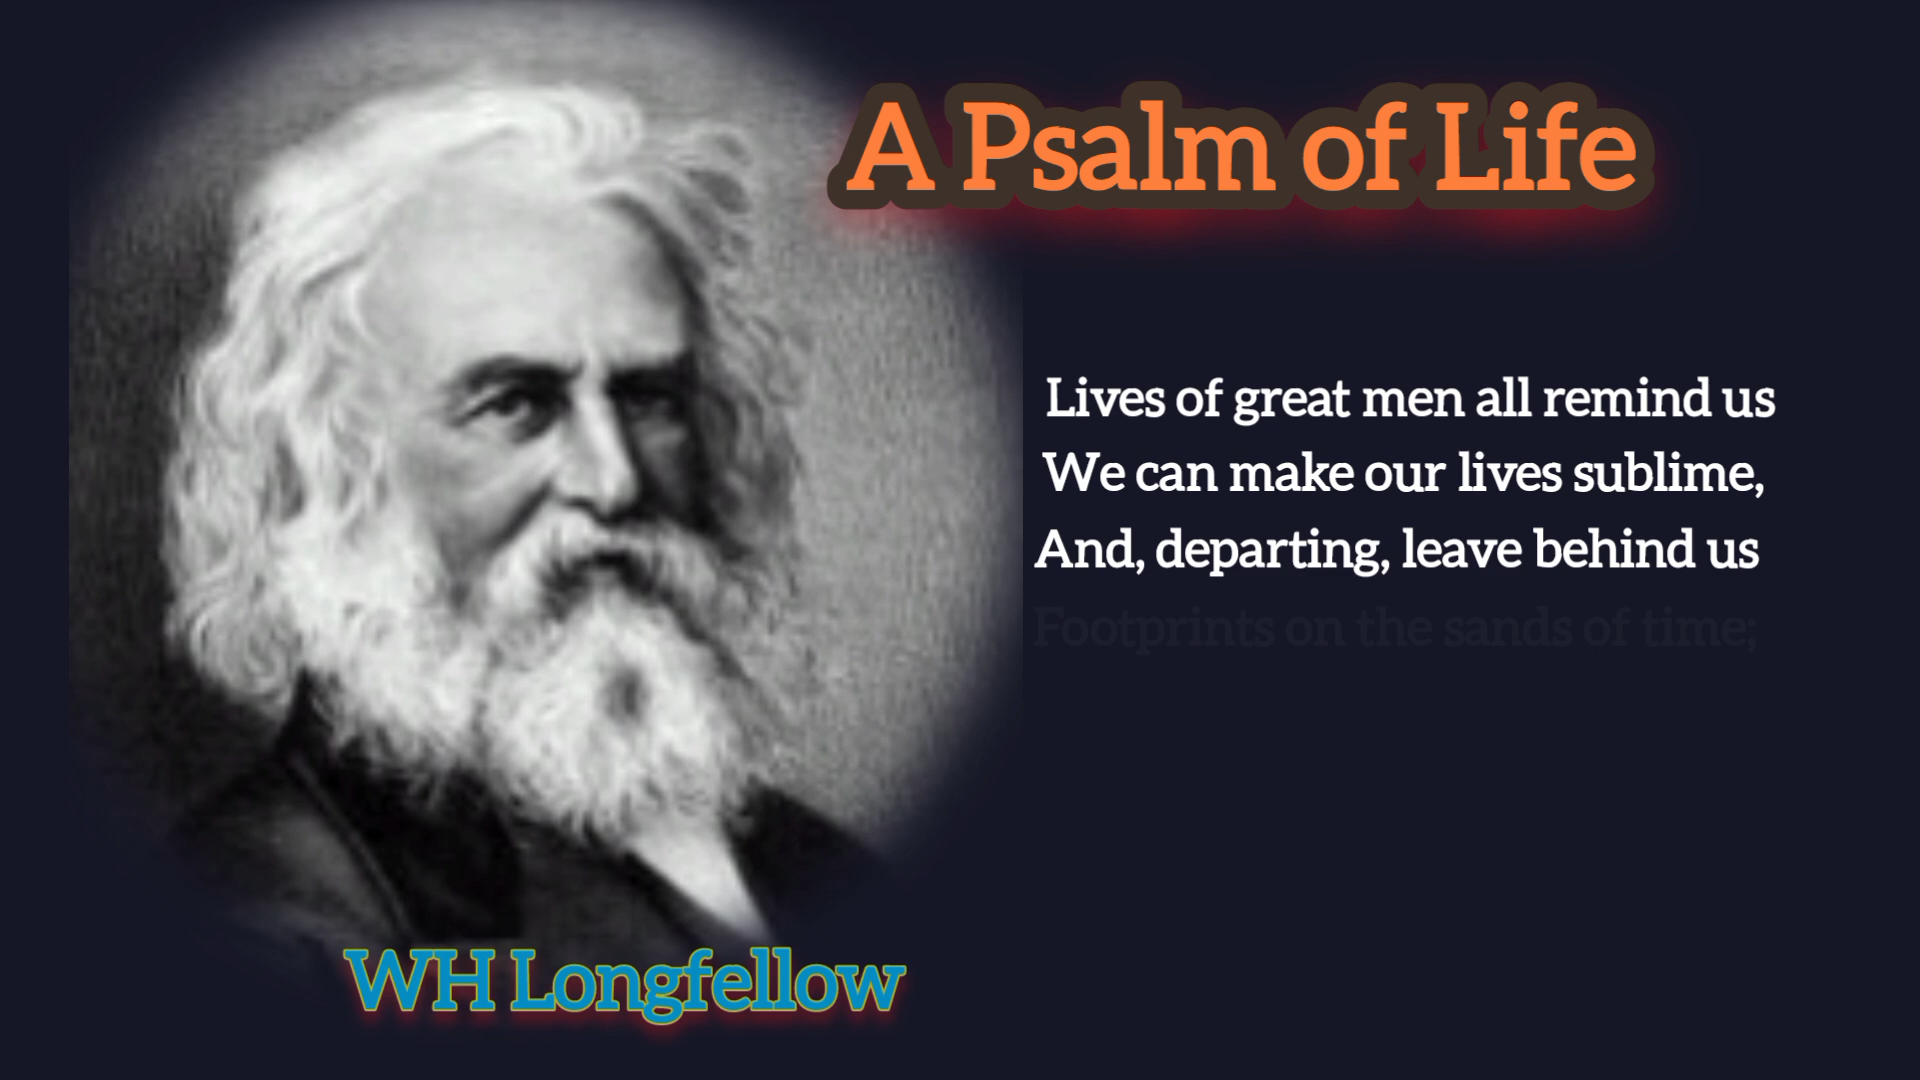 A Psalm of Life
Lives of great men all remind us
We can make our lives sublime,
And, departing, leave behind us
Footprints on the sands of time;
WH Longfellow